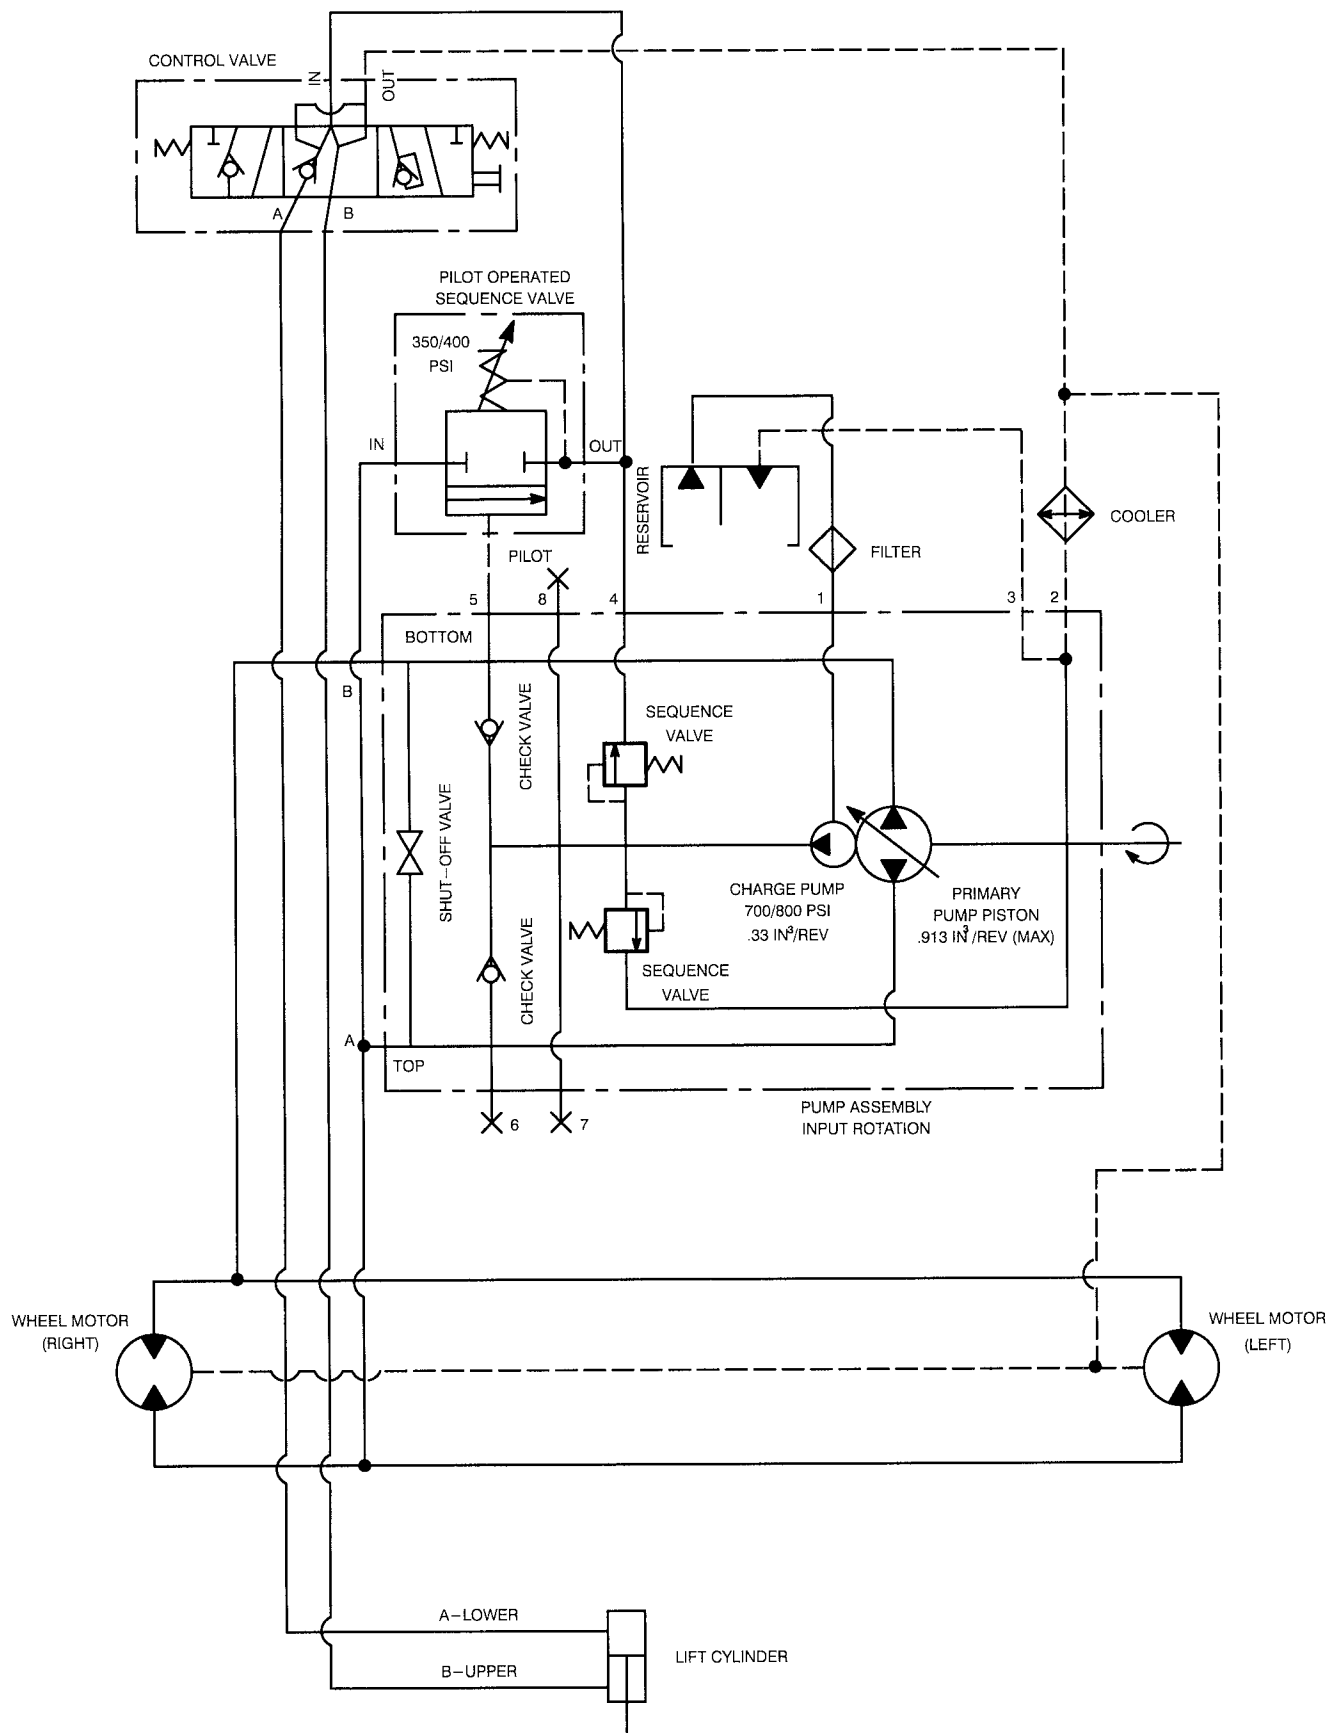 CONTROL VALVE
IN
OUT
A
B
PILOT OPERATED
SEQUENCE VALVE
350/400
PSI
IN
OUT
RESERVOIR
COOLER
FILTER
PILOT
5
8
4
1
3
2
BOTTOM
B
CHECK VALVE
SEQUENCE
VALVE
SHUT-OFF VALVE
CHARGE PUMP
700/800 PSI
.33 IN³/REV
PRIMARY
PUMP PISTON
.913 IN³/REV (MAX)
CHECK VALVE
SEQUENCE
VALVE
A
TOP
6
7
PUMP ASSEMBLY
INPUT ROTATION
WHEEL MOTOR
(RIGHT)
WHEEL MOTOR
(LEFT)
A-LOWER
B-UPPER
LIFT CYLINDER